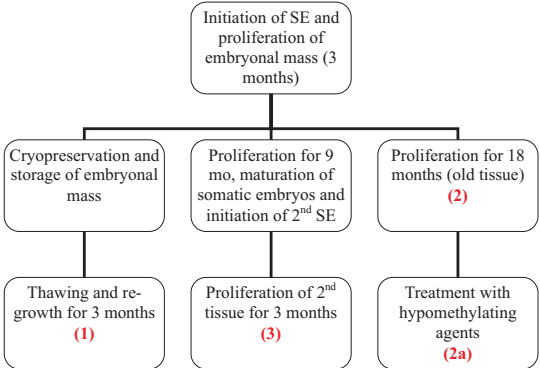 Initiation of SE and
proliferation of
embryonal mass (3
months)
Cryopreservation and
storage of embryonal
mass
Proliferation for 9
mo, maturation of
somatic embryos and
initiation of 2nd SE
Proliferation for 18
months (old tissue)
(2)
Thawing and re-
growth for 3 months
(1)
Proliferation of 2nd
tissue for 3 months
(3)
Treatment with
hypomethylating
agents
(2a)